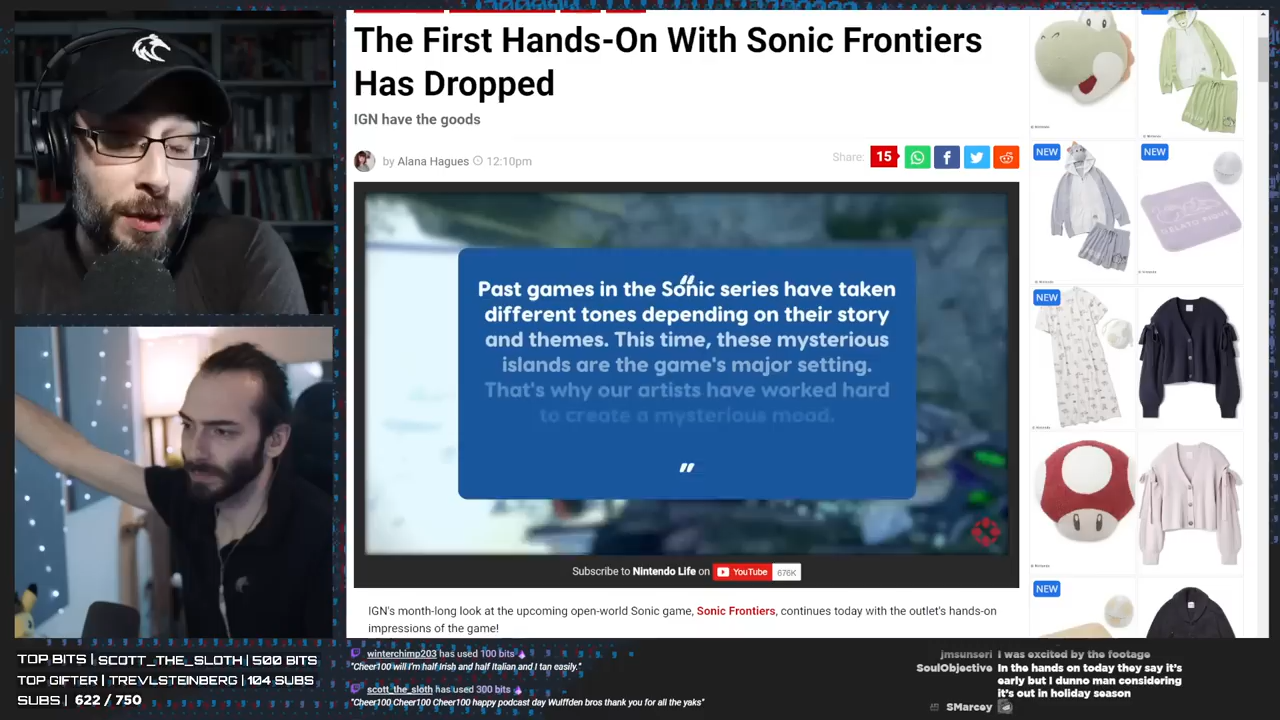 The First Hands-On With Sonic Frontiers
Has Dropped
IGN have the goods
by Alana Hagues 12:10pm
Share: 15
“
Past games in the Sonic series have taken
different tones depending on their story
and themes. This time, these mysterious
islands are the game's major setting.
That's why our artists have worked hard
to create a mysterious mood.
”
Subscribe to Nintendo Life on YouTube 676K
IGN's month-long look at the upcoming open-world Sonic game, Sonic Frontiers, continues today with the outlet's hands-on
impressions of the game!
NEW
NEW
NEW
NEW
GELATO PIQUE
TOP BITS | SCOTT_THE_SLOTH | 500 BITS
TOP GIFTER | TREVLSTEINBERG | 104 SUBS
SUBS | 622 / 750
winterchimp203 has used 100 bits
"Cheer100 will I'm half Irish and half Italian and I tan easily."
scott_the_sloth has used 300 bits
"Cheer100 Cheer100 Cheer100 happy podcast day Wulffden bros thank you for all the yaks"
jmsunseri I was excited by the footage
SoulObjective In the hands on today they say it's
early but I dunno man considering
it's out in holiday season
SMarcey